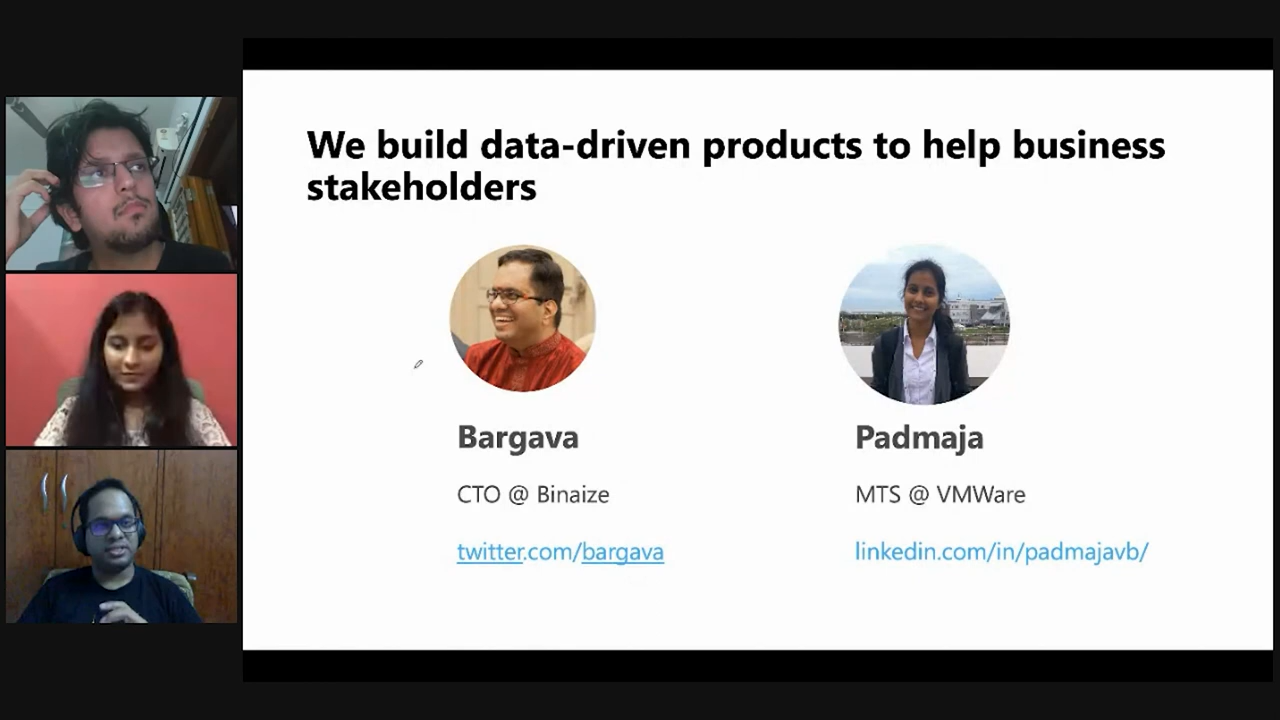 We build data-driven products to help business
stakeholders
Bargava
Padmaja
CTO @ Binaize
MTS @ VMWare
twitter.com/bargava
linkedin.com/in/padmajavb/